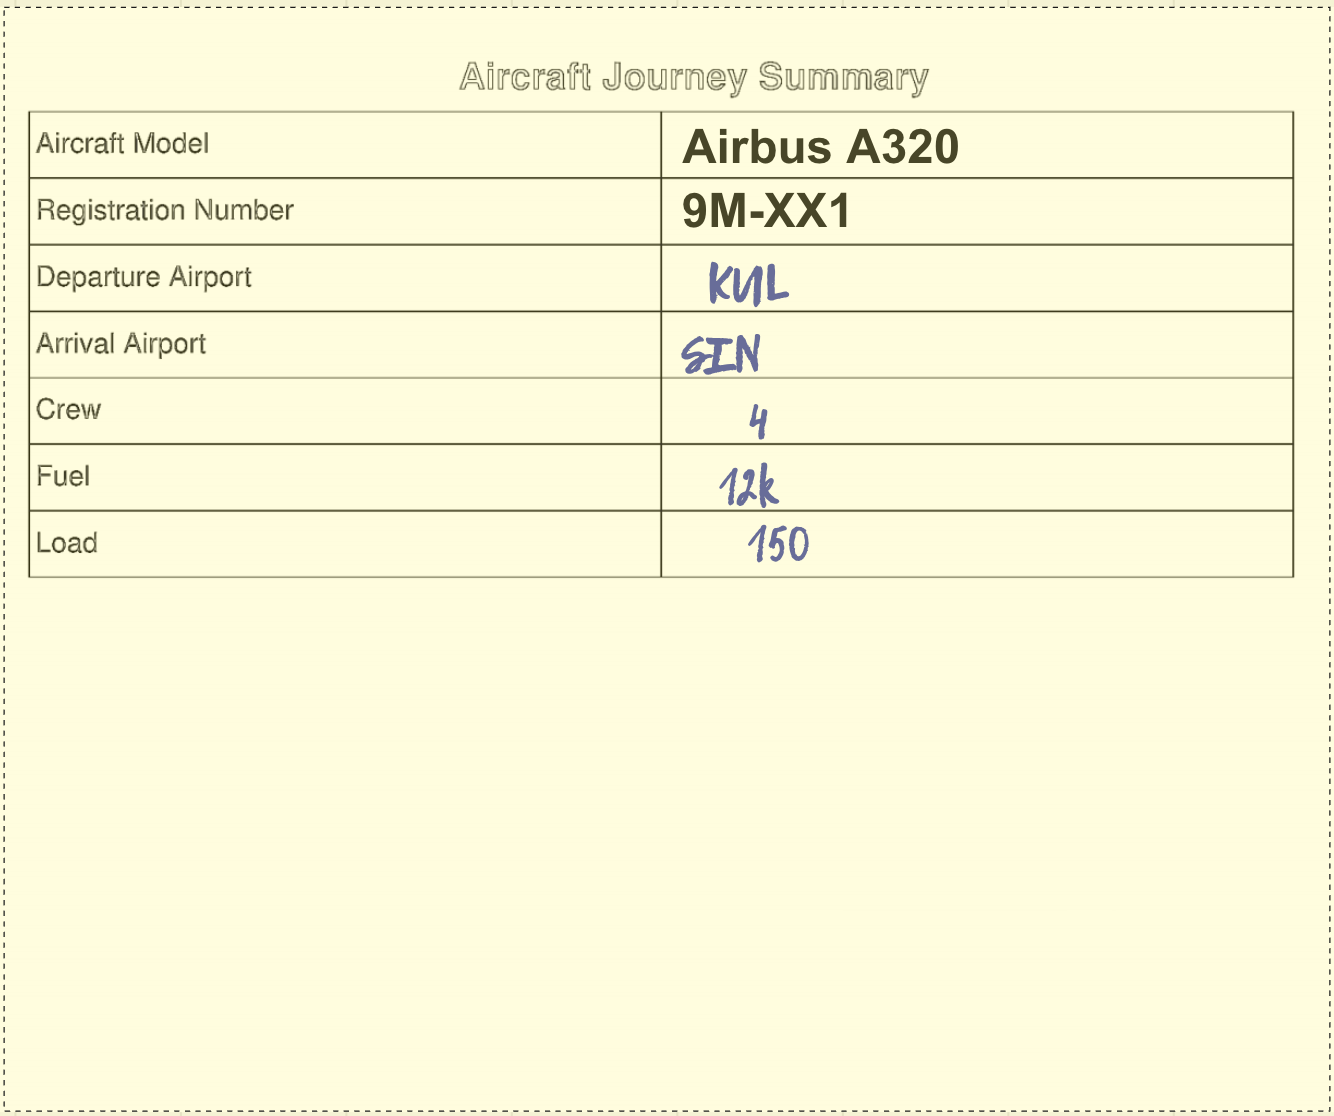 Aircraft Journey Summary
Aircraft Model Airbus A320
Registration Number 9M-XX1
Departure Airport KUL
Arrival Airport SIN
Crew 4
Fuel 12k
Load 150